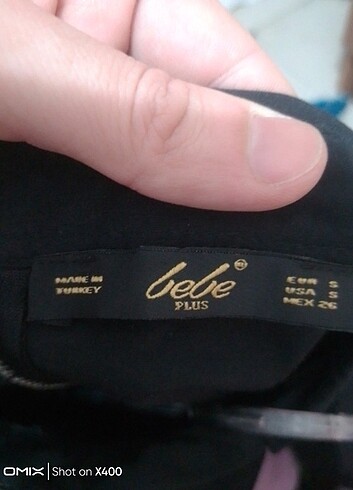 MADE IN
TURKEY
bebe
PLUS
EUR S
USA S
MEX 26
OMIX Shot on X400